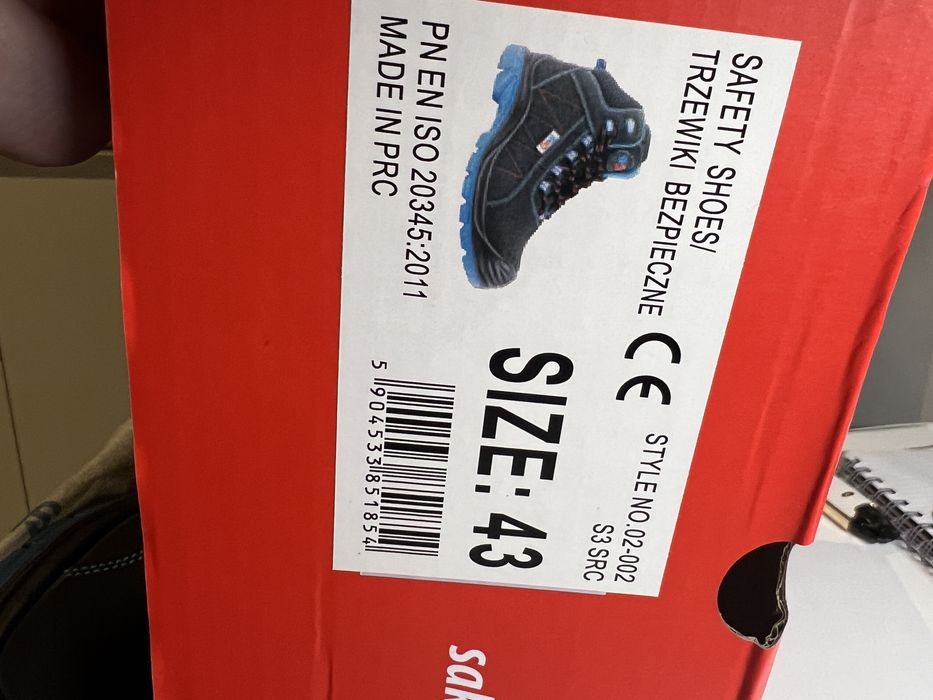 SAFETY SHOES/
TRZEWIKI BEZPIECZNE
CE
STYLE NO.02-002
S3 SRC
SIZE: 43
PN EN ISO 20345:2011
MADE IN PRC
5 904533 851854